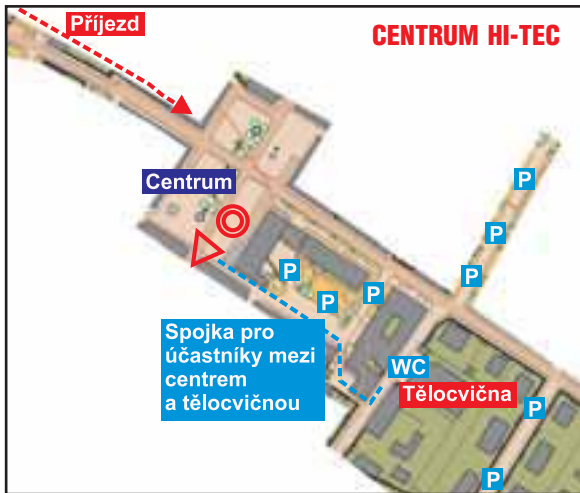 Příjezd
CENTRUM HI-TEC
Centrum
P
P
P
P
P
P
Spojka pro
účastníky mezi
centrem
a tělocvičnou
WC
Tělocvična
P
P